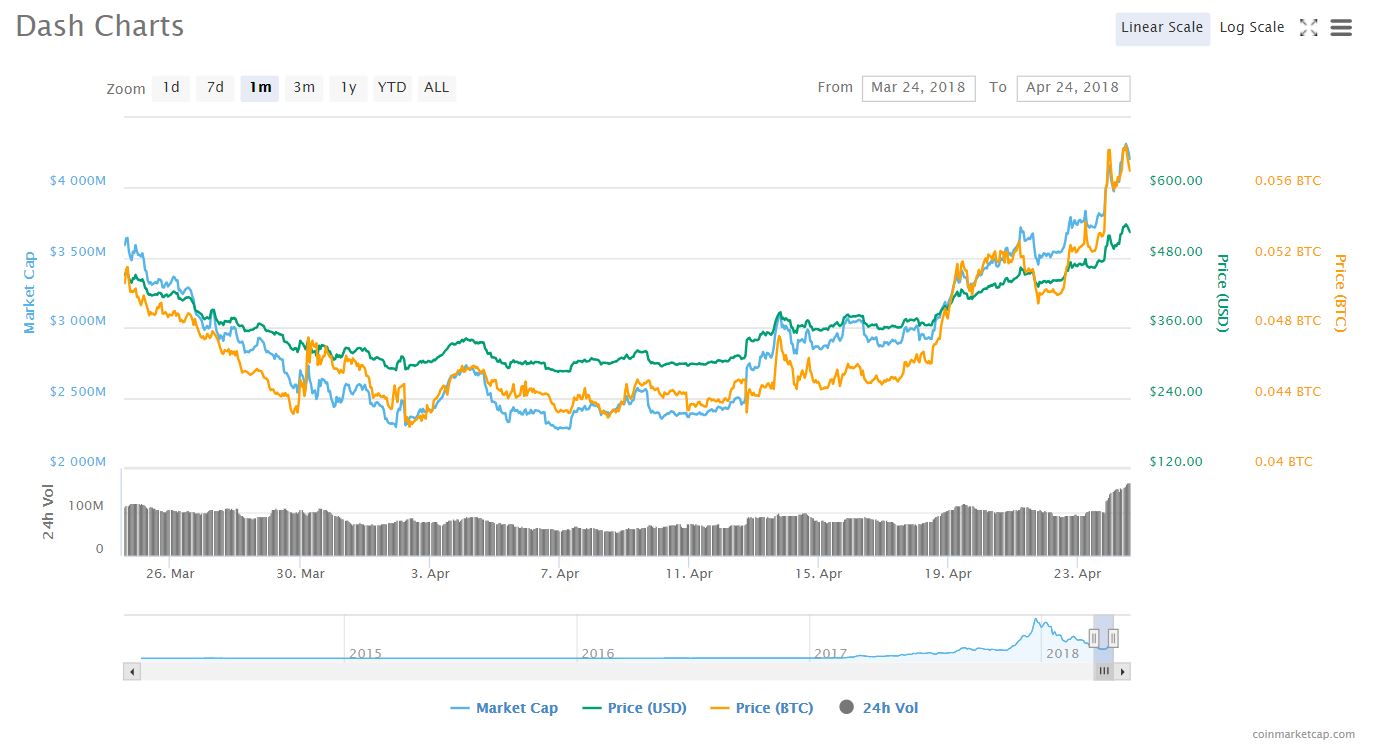 Dash Charts
Linear Scale Log Scale
Zoom 1d 7d 1m 3m 1y YTD ALL
From Mar 24, 2018 To Apr 24, 2018
$4 000M
$3 500M
$3 000M
$2 500M
$2 000M
Market Cap
$600.00
$480.00
$360.00
$240.00
$120.00
Price (USD)
0.056 BTC
0.052 BTC
0.048 BTC
0.044 BTC
0.04 BTC
Price (BTC)
24h Vol
100M
0
26. Mar 30. Mar 3. Apr 7. Apr 11. Apr 15. Apr 19. Apr 23. Apr
2015 2016 2017 2018
Market Cap Price (USD) Price (BTC) 24h Vol
coinmarketcap.com